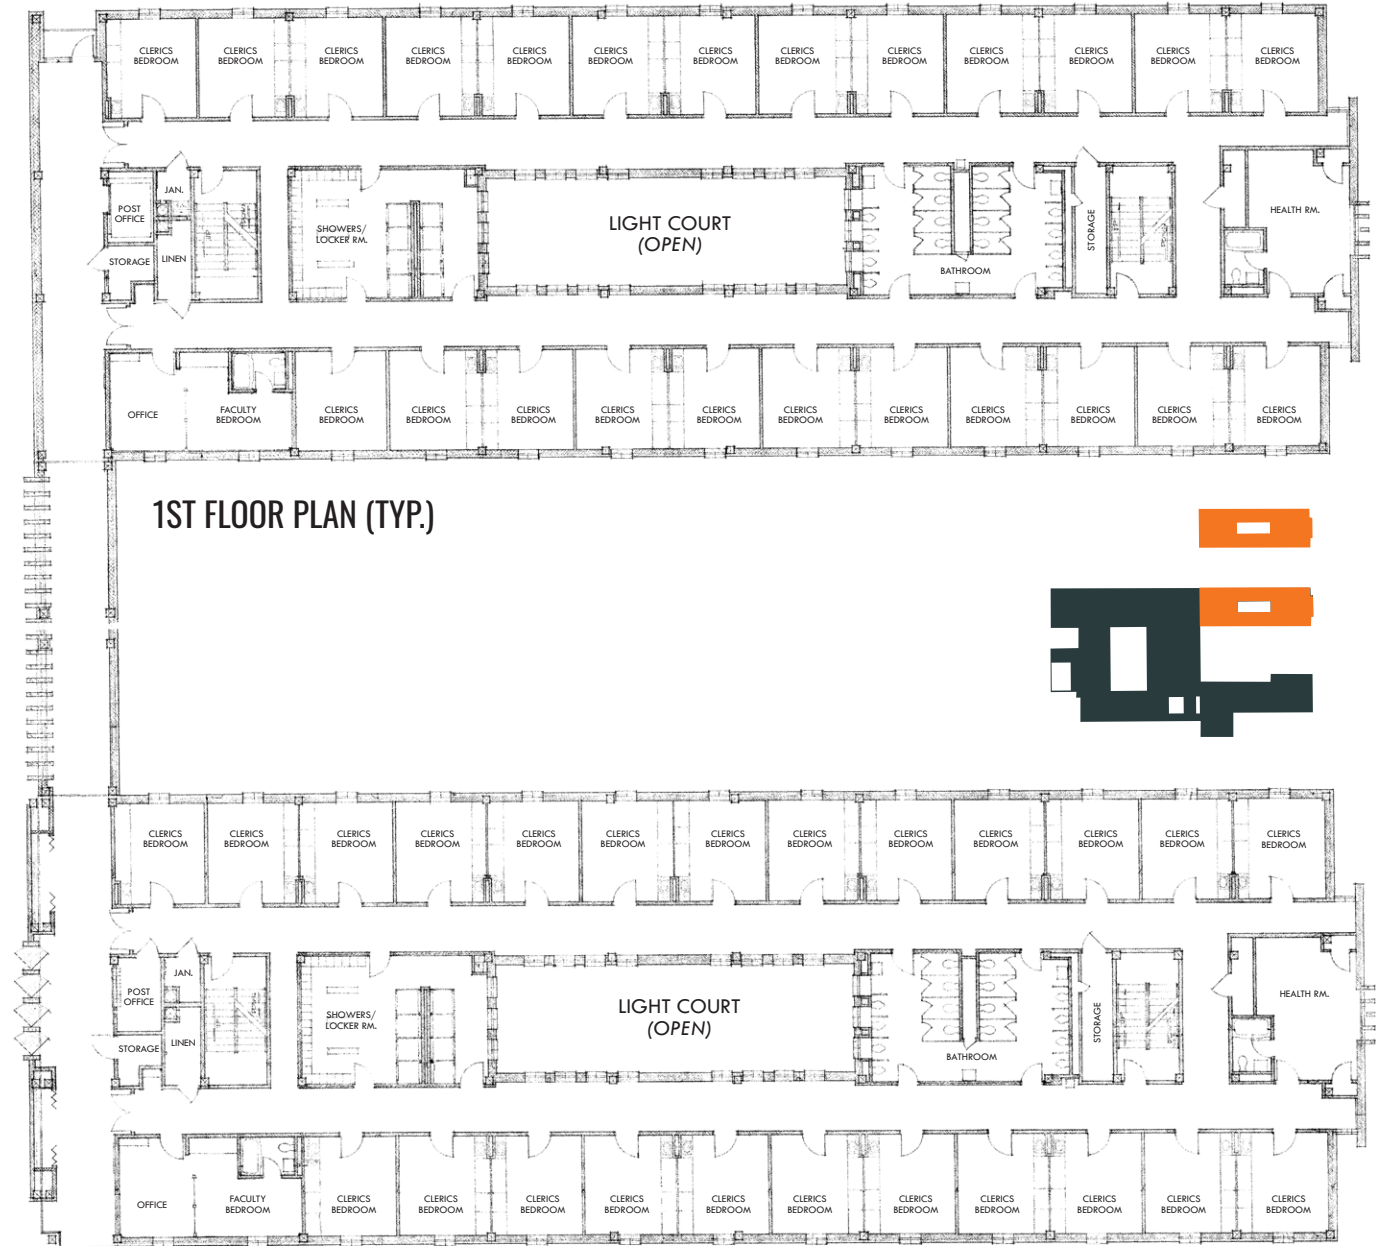 CLERICS BEDROOM
CLERICS BEDROOM
CLERICS BEDROOM
CLERICS BEDROOM
CLERICS BEDROOM
CLERICS BEDROOM
CLERICS BEDROOM
CLERICS BEDROOM
CLERICS BEDROOM
CLERICS BEDROOM
CLERICS BEDROOM
CLERICS BEDROOM
CLERICS BEDROOM
JAN.
POST OFFICE
STORAGE
LINEN
SHOWERS/ LOCKER RM.
LIGHT COURT
(OPEN)
BATHROOM
STORAGE
HEALTH RM.
OFFICE
FACULTY BEDROOM
CLERICS BEDROOM
CLERICS BEDROOM
CLERICS BEDROOM
CLERICS BEDROOM
CLERICS BEDROOM
CLERICS BEDROOM
CLERICS BEDROOM
CLERICS BEDROOM
CLERICS BEDROOM
CLERICS BEDROOM
CLERICS BEDROOM
1ST FLOOR PLAN (TYP.)
CLERICS BEDROOM
CLERICS BEDROOM
CLERICS BEDROOM
CLERICS BEDROOM
CLERICS BEDROOM
CLERICS BEDROOM
CLERICS BEDROOM
CLERICS BEDROOM
CLERICS BEDROOM
CLERICS BEDROOM
CLERICS BEDROOM
CLERICS BEDROOM
CLERICS BEDROOM
JAN.
POST OFFICE
STORAGE
LINEN
SHOWERS/ LOCKER RM.
LIGHT COURT
(OPEN)
BATHROOM
STORAGE
HEALTH RM.
OFFICE
FACULTY BEDROOM
CLERICS BEDROOM
CLERICS BEDROOM
CLERICS BEDROOM
CLERICS BEDROOM
CLERICS BEDROOM
CLERICS BEDROOM
CLERICS BEDROOM
CLERICS BEDROOM
CLERICS BEDROOM
CLERICS BEDROOM
CLERICS BEDROOM